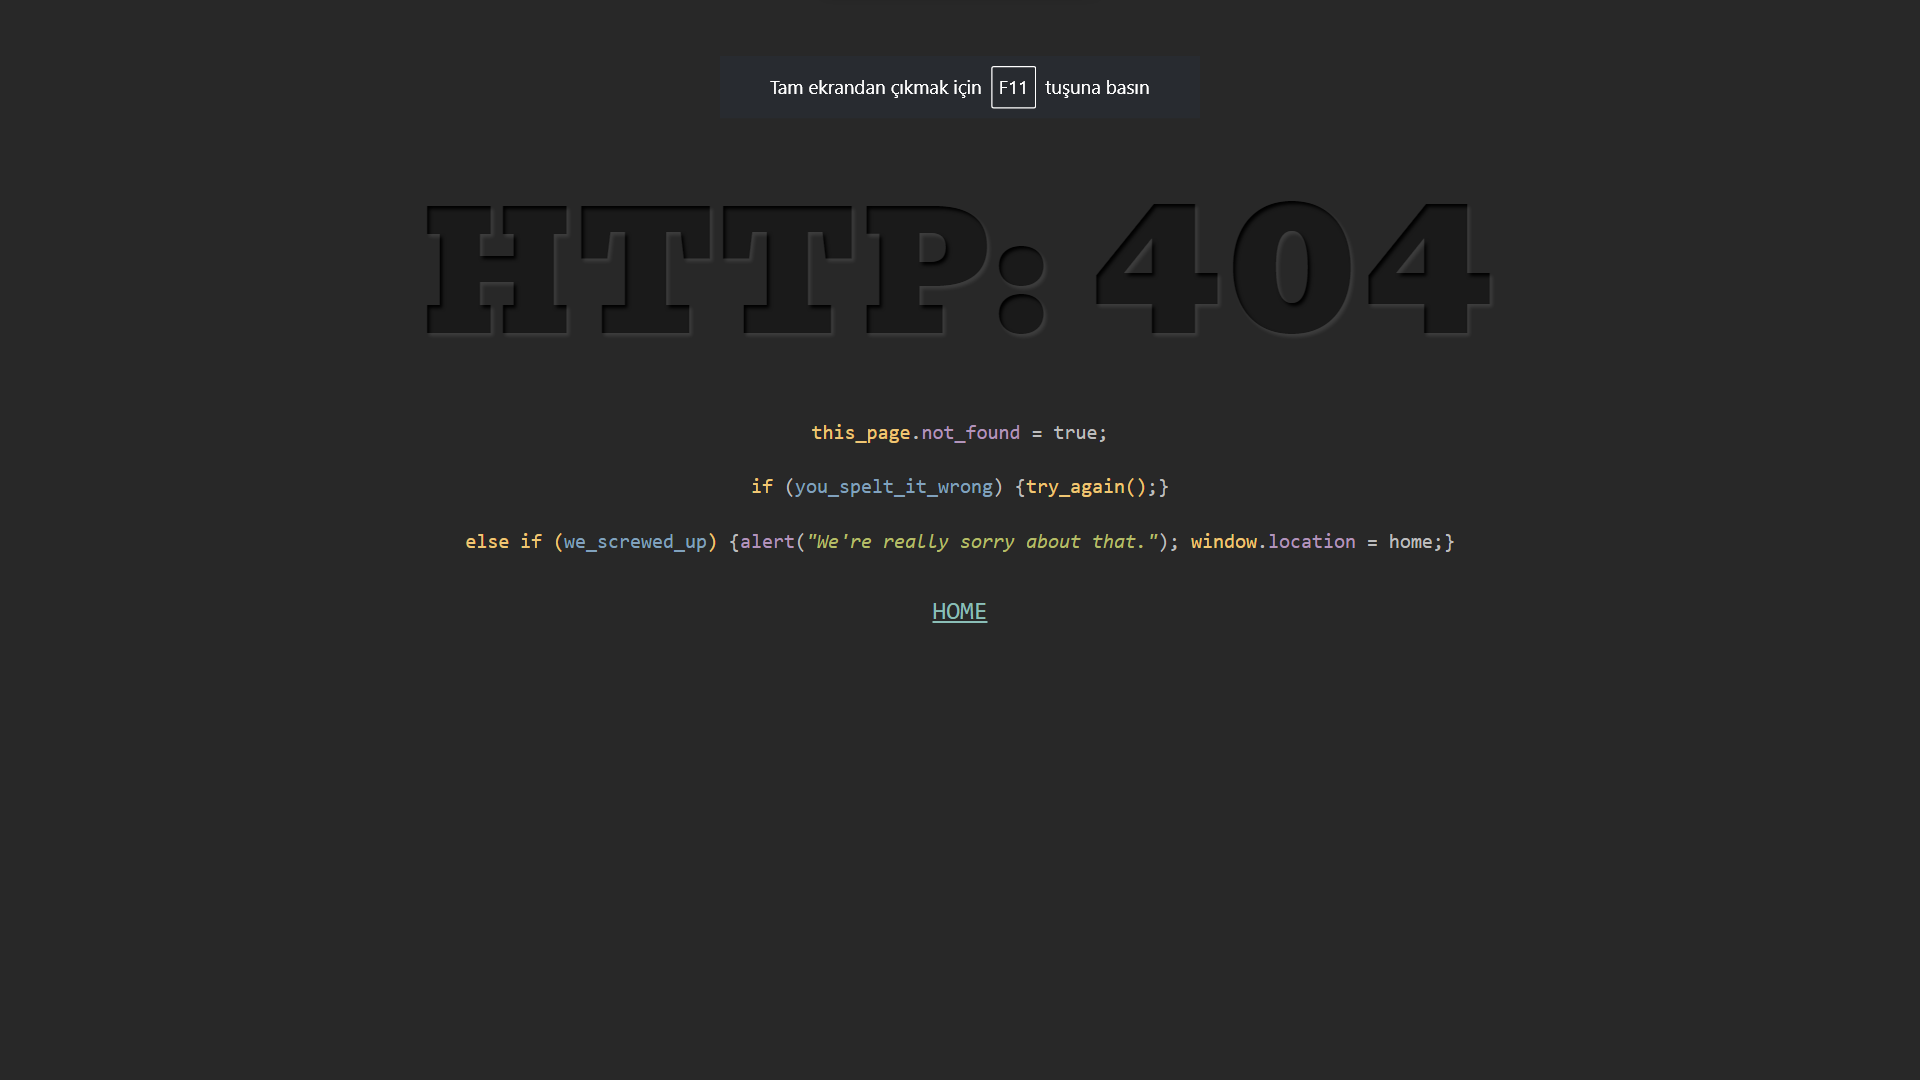 Tam ekrandan çıkmak için F11 tuşuna basın
HTTP: 404
this_page.not_found = true;
if (you_spelt_it_wrong) {try_again();}
else if (we_screwed_up) {alert("We're really sorry about that."); window.location = home;}
HOME